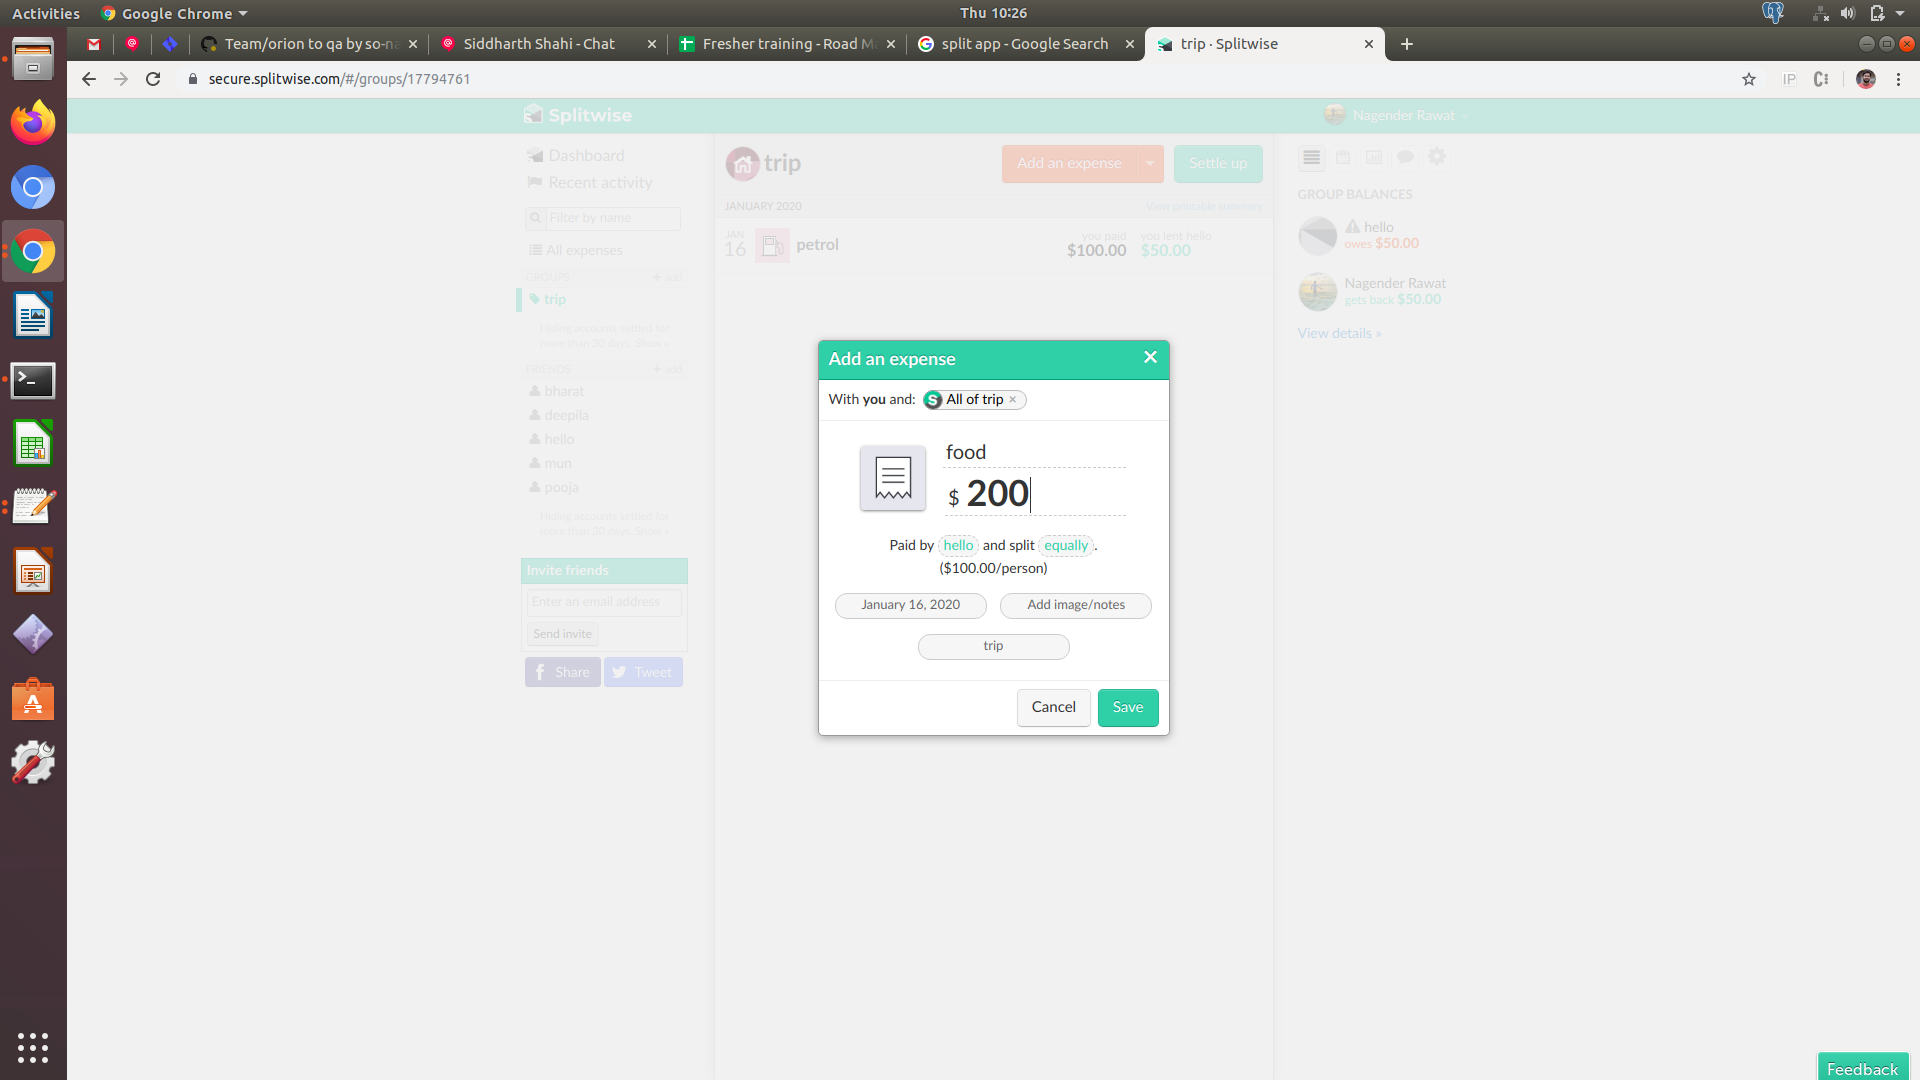 Activities
Google Chrome
Thu 10:26
Team/orion to qa by so-na
Siddharth Shahi - Chat
Fresher training - Road M
split app - Google Search
trip · Splitwise
secure.splitwise.com/#/groups/17794761
IP
Splitwise
Nagender Rawat
Dashboard
Recent activity
Filter by name
All expenses
GROUPS
+ add
trip
Hiding accounts settled for
more than 30 days. Show »
FRIENDS
+ add
bharat
deepila
hello
mun
pooja
Hiding accounts settled for
more than 30 days. Show »
Invite friends
Enter an email address
Send invite
Share
Tweet
trip
Add an expense
Settle up
JANUARY 2020
View printable summary
JAN
16
petrol
you paid
$100.00
you lent hello
$50.00
GROUP BALANCES
hello
owes $50.00
Nagender Rawat
gets back $50.00
View details »
Add an expense
With you and: All of trip ×
food
$ 200
Paid by hello and split equally.
($100.00/person)
January 16, 2020
Add image/notes
trip
Cancel
Save
Feedback